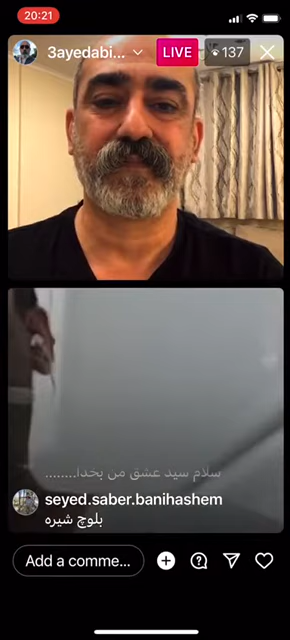 20:21
3ayedabi... LIVE 137
سلام سید عشق من بخدا........
seyed.saber.banihashem
بلوچ شیره
Add a comme...